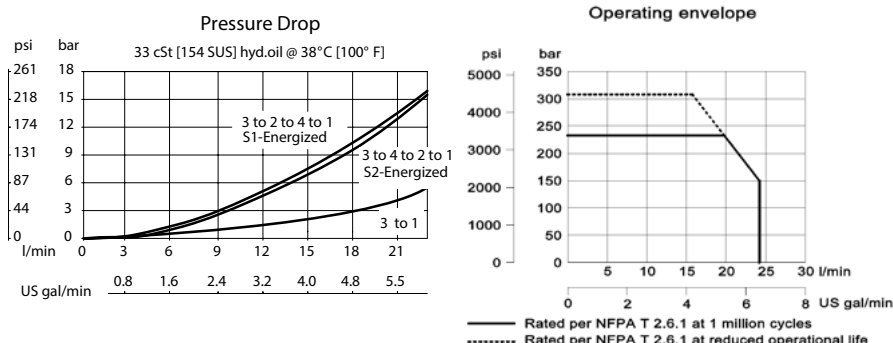 Pressure Drop
33 cSt [154 SUS] hyd.oil @ 38°C [100° F]
psi bar
261 18
218 15
174 12
131 9
87 6
44 3
0 0
l/min 0 3 6 9 12 15 18 21
US gal/min 0.8 1.6 2.4 3.2 4.0 4.8 5.5
3 to 2 to 4 to 1
S1-Energized
3 to 4 to 2 to 1
S2-Energized
3 to 1
Operating envelope
psi bar
5000 350
300
4000 250
3000 200
2000 150
100
1000 50
0 0
5 10 15 20 25 30 l/min
0 2 4 6 8 US gal/min
Rated per NFPA T 2.6.1 at 1 million cycles
Rated per NFPA T 2.6.1 at reduced operational life